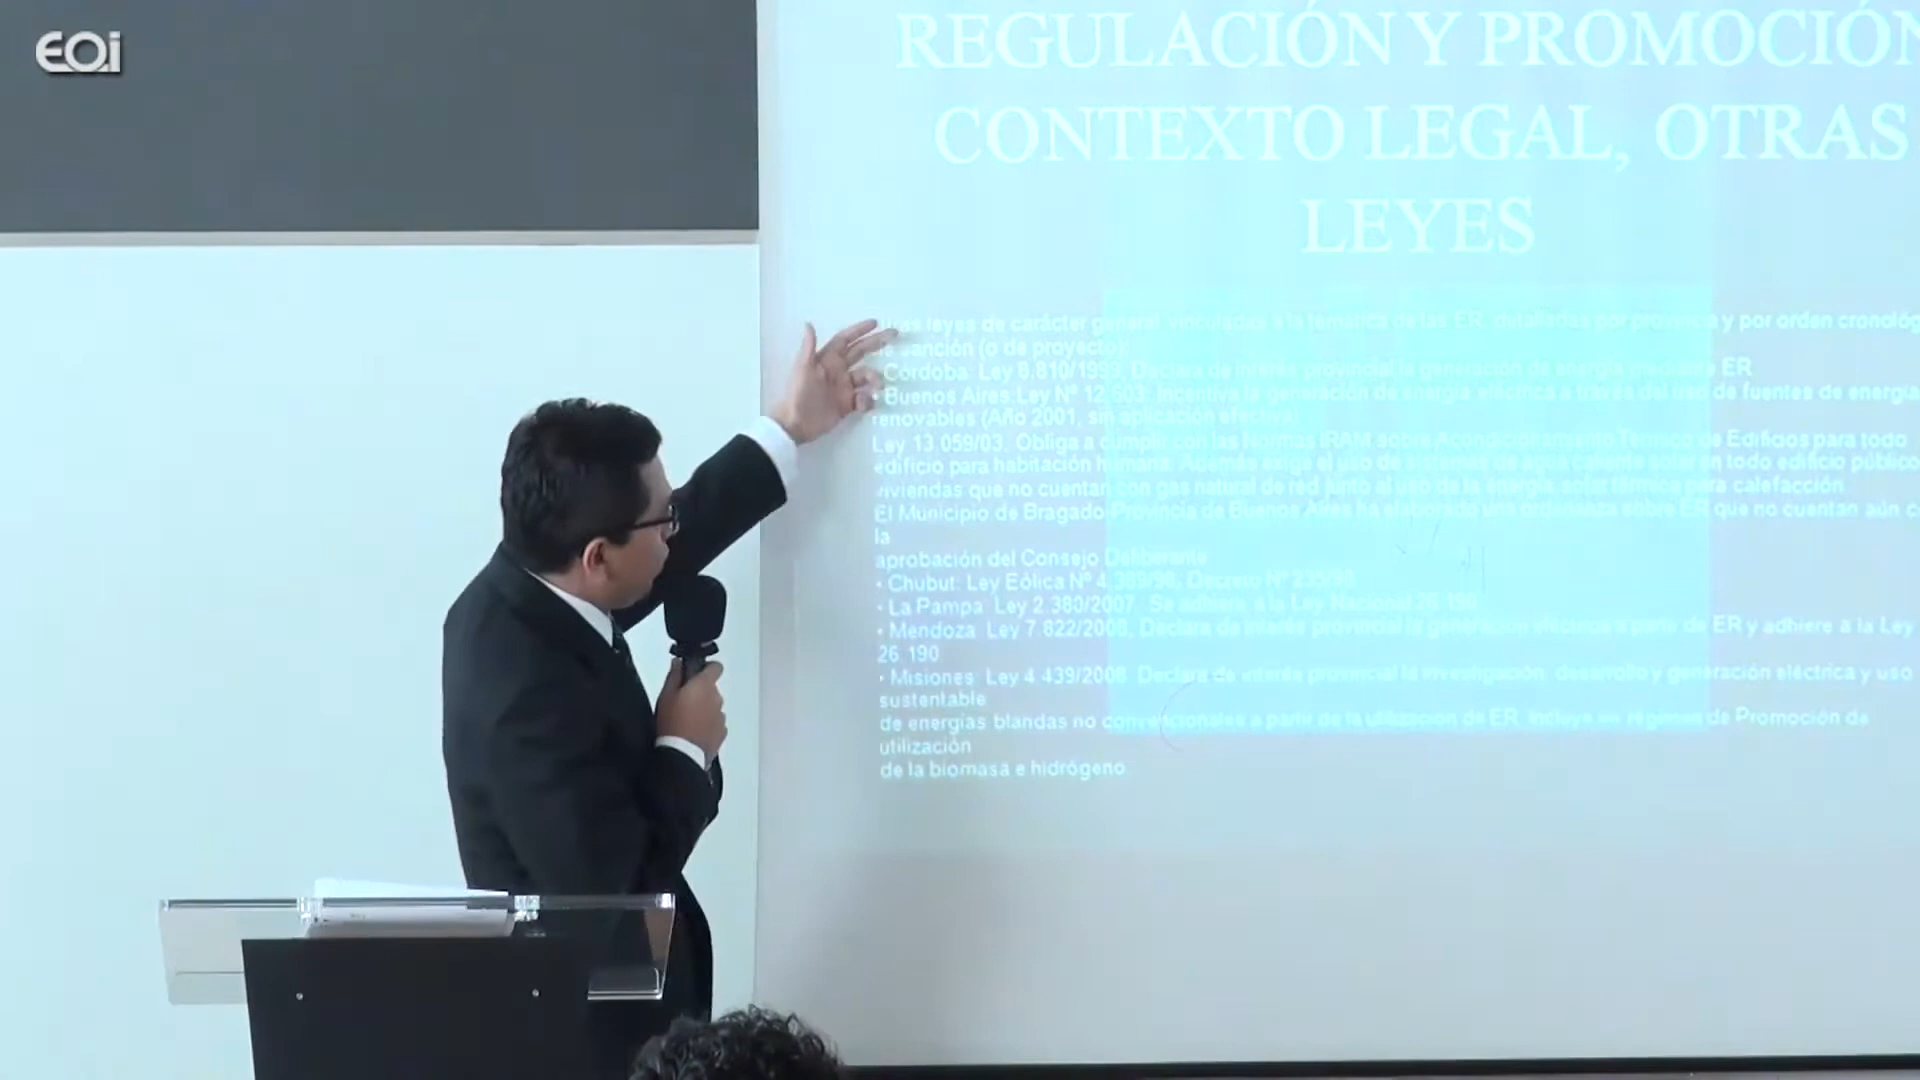 EOI
REGULACIÓN Y PROMOCIÓN
CONTEXTO LEGAL, OTRAS
LEYES
leyes de carácter general vinculadas a la temática de las ER, detalladas por provincia y por orden cronológ
de sanción (o de proyecto):
Córdoba: Ley 8.810/1999, Declara de interés provincial la generación de energía mediante ER
• Buenos Aires: Ley Nº 12.603, Incentiva la generación de energía eléctrica a través del uso de fuentes de energía
renovables (Año 2001, sin aplicación efectiva)
Ley 13.059/03. Obliga a cumplir con las Normas IRAM sobre Acondicionamiento Térmico de Edificios para todo
edificio para habitación humana. Además exige el uso de sistemas de agua caliente solar en todo edificio público
viviendas que no cuentan con gas natural de red junto al uso de la energía solar térmica para calefacción
El Municipio de Bragado-Provincia de Buenos Aires ha elaborado una ordenanza sobre ER que no cuentan aún c
la
aprobación del Consejo Deliberante
• Chubut: Ley Eólica Nº 4.389/98, Decreto Nº 235/99
• La Pampa: Ley 2.380/2007, Se adhiere a la Ley Nacional 26.190
• Mendoza: Ley 7.822/2008, Declara de interés provincial la generación eléctrica a partir de ER y adhiere a la Ley
26.190
• Misiones: Ley 4.439/2008, Declara de interés provincial la investigación, desarrollo y generación eléctrica y uso
sustentable
de energías blandas no convencionales a partir de la utilización de ER. Incluye un régimen de Promoción de
utilización
de la biomasa e hidrógeno